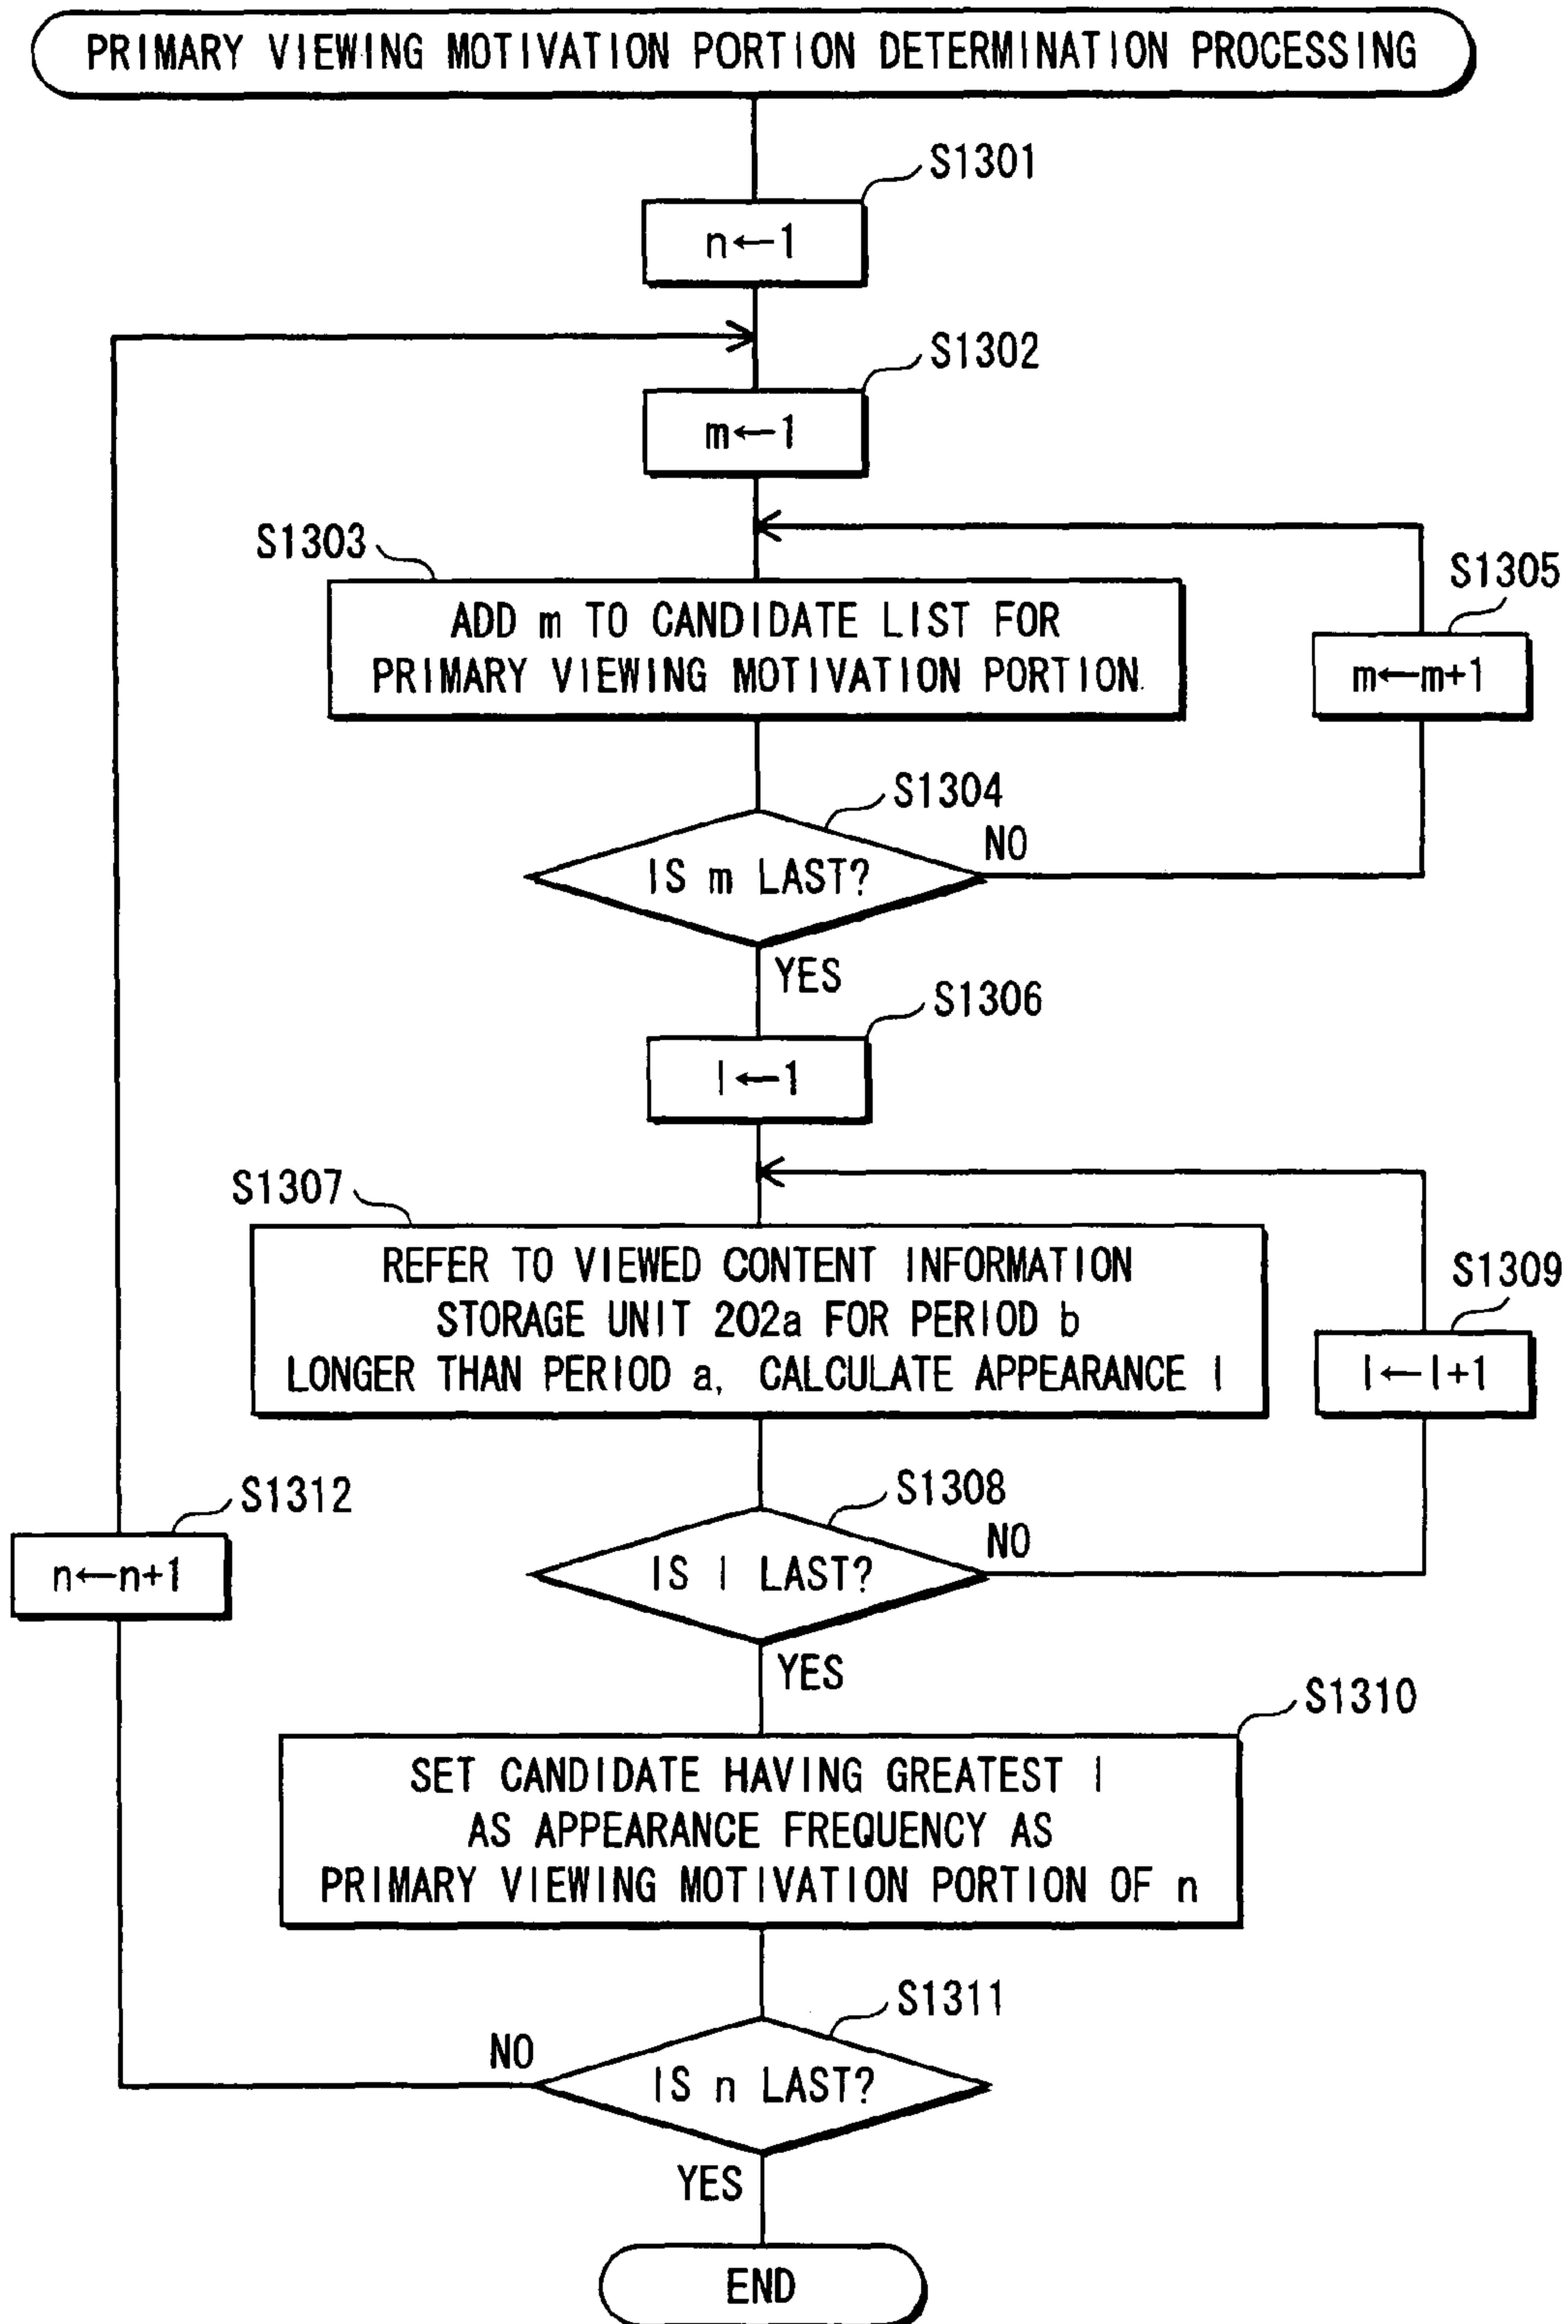 PRIMARY VIEWING MOTIVATION PORTION DETERMINATION PROCESSING
S1301
n←1
S1302
m←1
S1303
ADD m TO CANDIDATE LIST FOR
PRIMARY VIEWING MOTIVATION PORTION
S1305
m←m+1
S1304
IS m LAST?
NO
YES
S1306
l←1
S1307
REFER TO VIEWED CONTENT INFORMATION
STORAGE UNIT 202a FOR PERIOD b
LONGER THAN PERIOD a, CALCULATE APPEARANCE l
S1309
l←l+1
S1308
IS l LAST?
NO
YES
S1312
n←n+1
S1310
SET CANDIDATE HAVING GREATEST l
AS APPEARANCE FREQUENCY AS
PRIMARY VIEWING MOTIVATION PORTION OF n
S1311
IS n LAST?
NO
YES
END